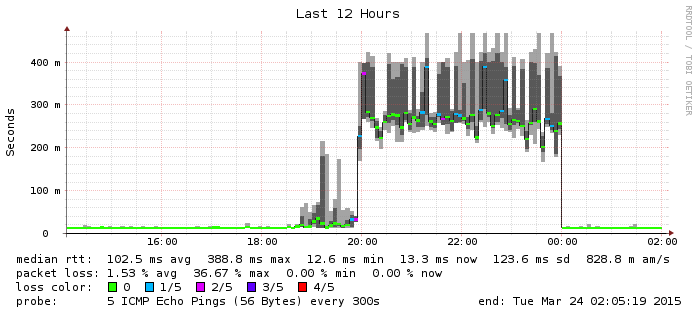 Last 12 Hours
RRDTOOL / TOBI OETIKER
Seconds
400 m
300 m
200 m
100 m
0
16:00 18:00 20:00 22:00 00:00 02:00
median rtt: 102.5 ms avg 388.8 ms max 12.6 ms min 13.3 ms now 123.6 ms sd 828.8 m am/s
packet loss: 1.53 % avg 36.67 % max 0.00 % min 0.00 % now
loss color: 0 1/5 2/5 3/5 4/5
probe: 5 ICMP Echo Pings (56 Bytes) every 300s end: Tue Mar 24 02:05:19 2015